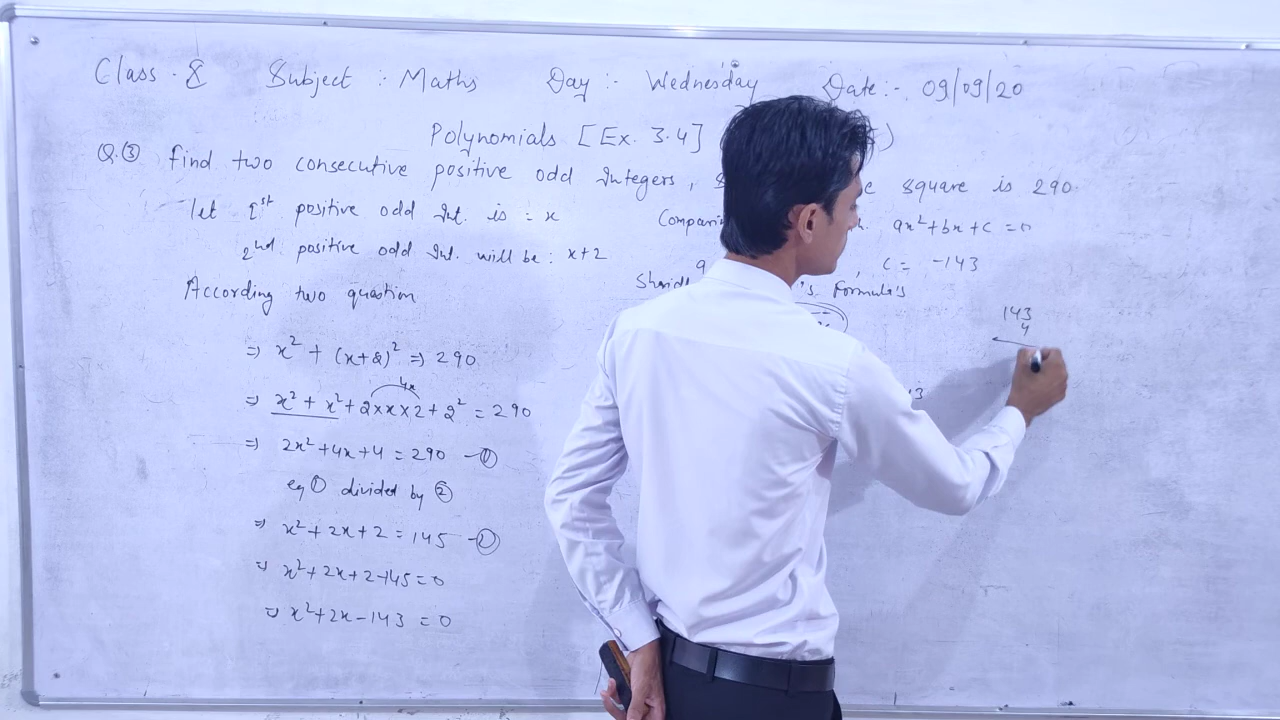 Class - 8 Subject : Maths Day :- Wednesday Date :- 09/09/20
Polynomials [Ex. 3.4]
Q.③ find two consecutive positive odd Integers, square is 290.
let 1st positive odd Int. is = x
2nd positive odd Int. will be : x+2
According two question
⇒ x² + (x+2)² ⇒ 290
4x
⇒ x² + x² + 2×x×2 + 2² = 290
⇒ 2x² + 4x + 4 = 290 —①
eq ① divided by ②
⇒ x² + 2x + 2 = 145 —②
⇒ x² + 2x + 2 - 145 = 0
⇒ x² + 2x - 143 = 0
ax² + bx + c = 0
, c = -143
's formula's
143
4